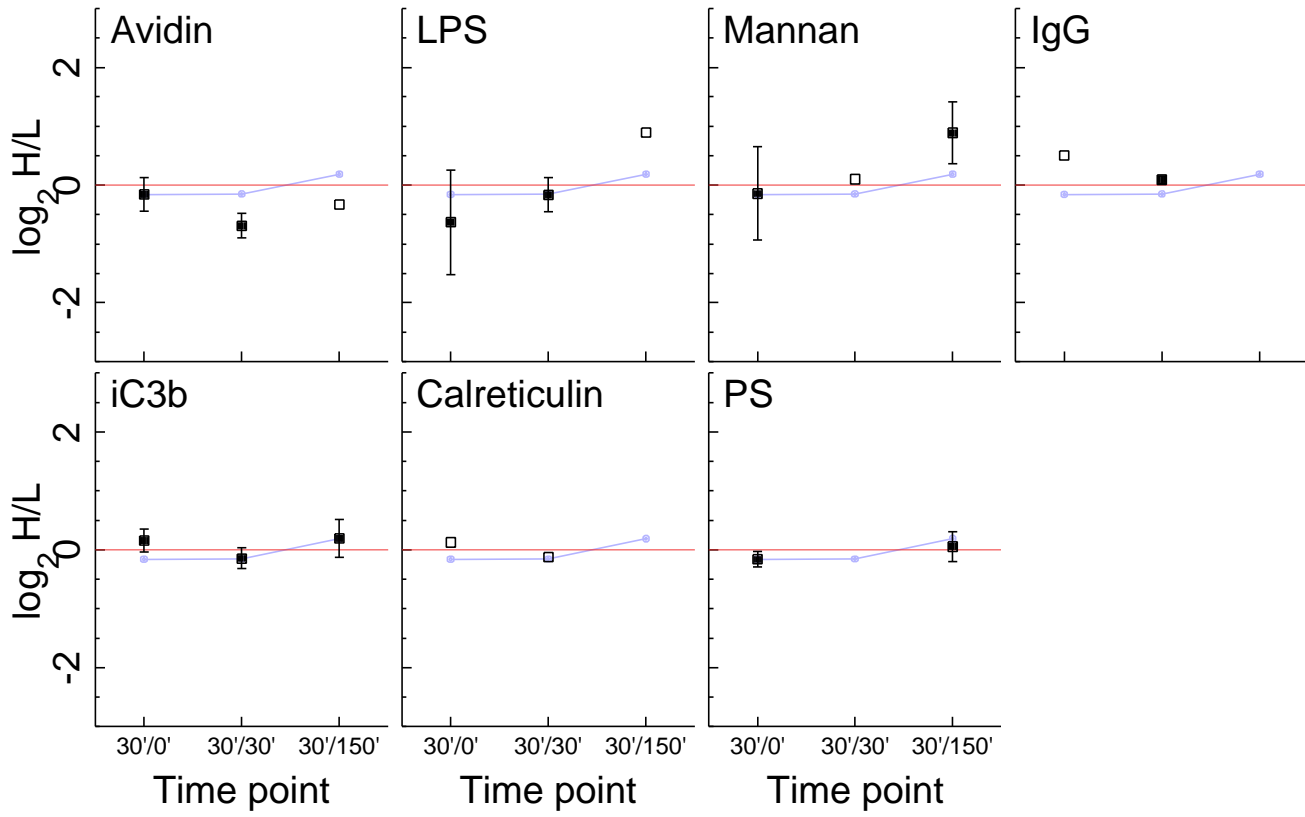 Avidin LPS Mannan IgG
log2 H/L
2
0
-2
iC3b Calreticulin PS
log2 H/L
2
0
-2
30'/0' 30'/30' 30'/150' 30'/0' 30'/30' 30'/150' 30'/0' 30'/30' 30'/150'
Time point Time point Time point